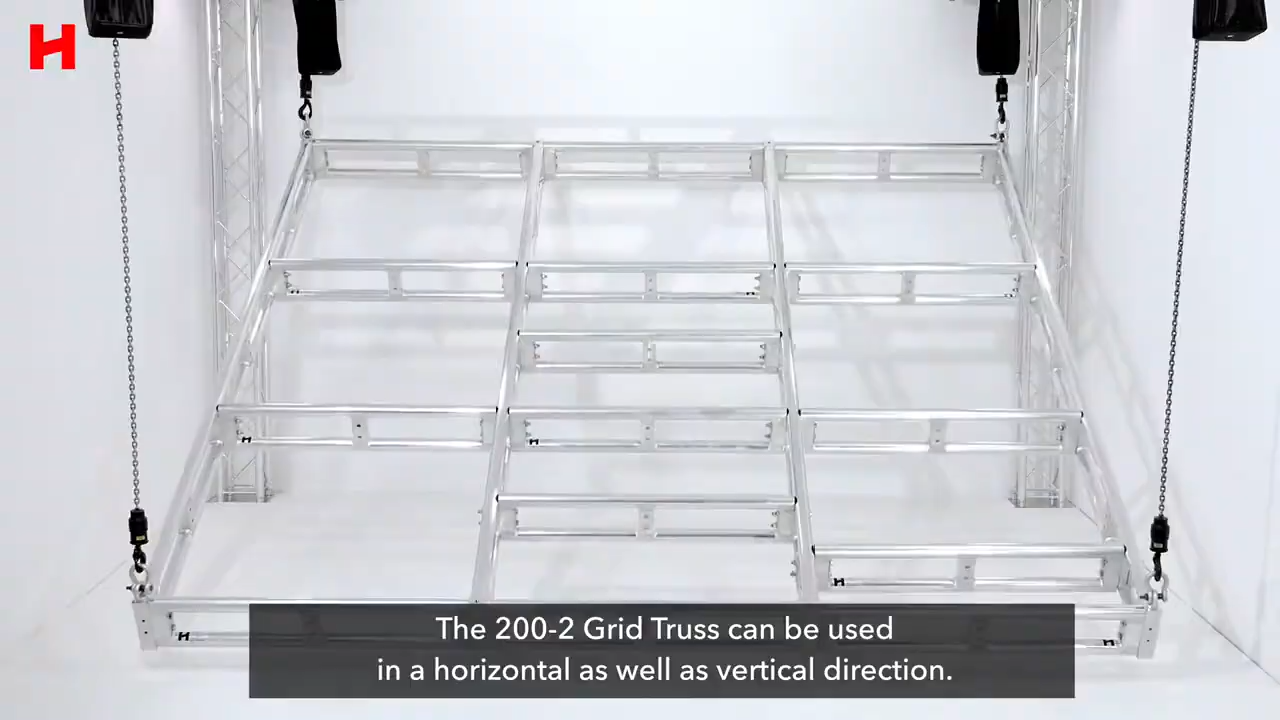 H
The 200-2 Grid Truss can be used
in a horizontal as well as vertical direction.